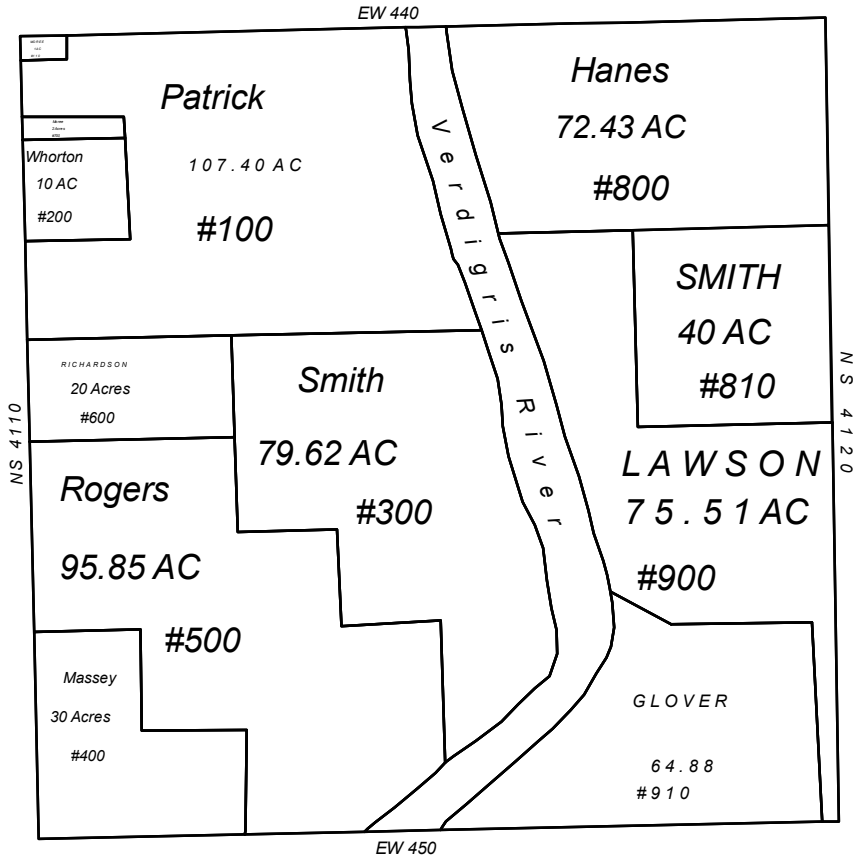 EW 440
Patrick
107.40 AC
#100
Hanes
72.43 AC
#800
Whorton
10 AC
#200
Verdigris River
SMITH
40 AC
#810
RICHARDSON
20 Acres
#600
Smith
79.62 AC
#300
NS 4110
NS 4120
Rogers
95.85 AC
#500
LAWSON
75.51 AC
#900
Massey
30 Acres
#400
GLOVER
64.88
#910
EW 450